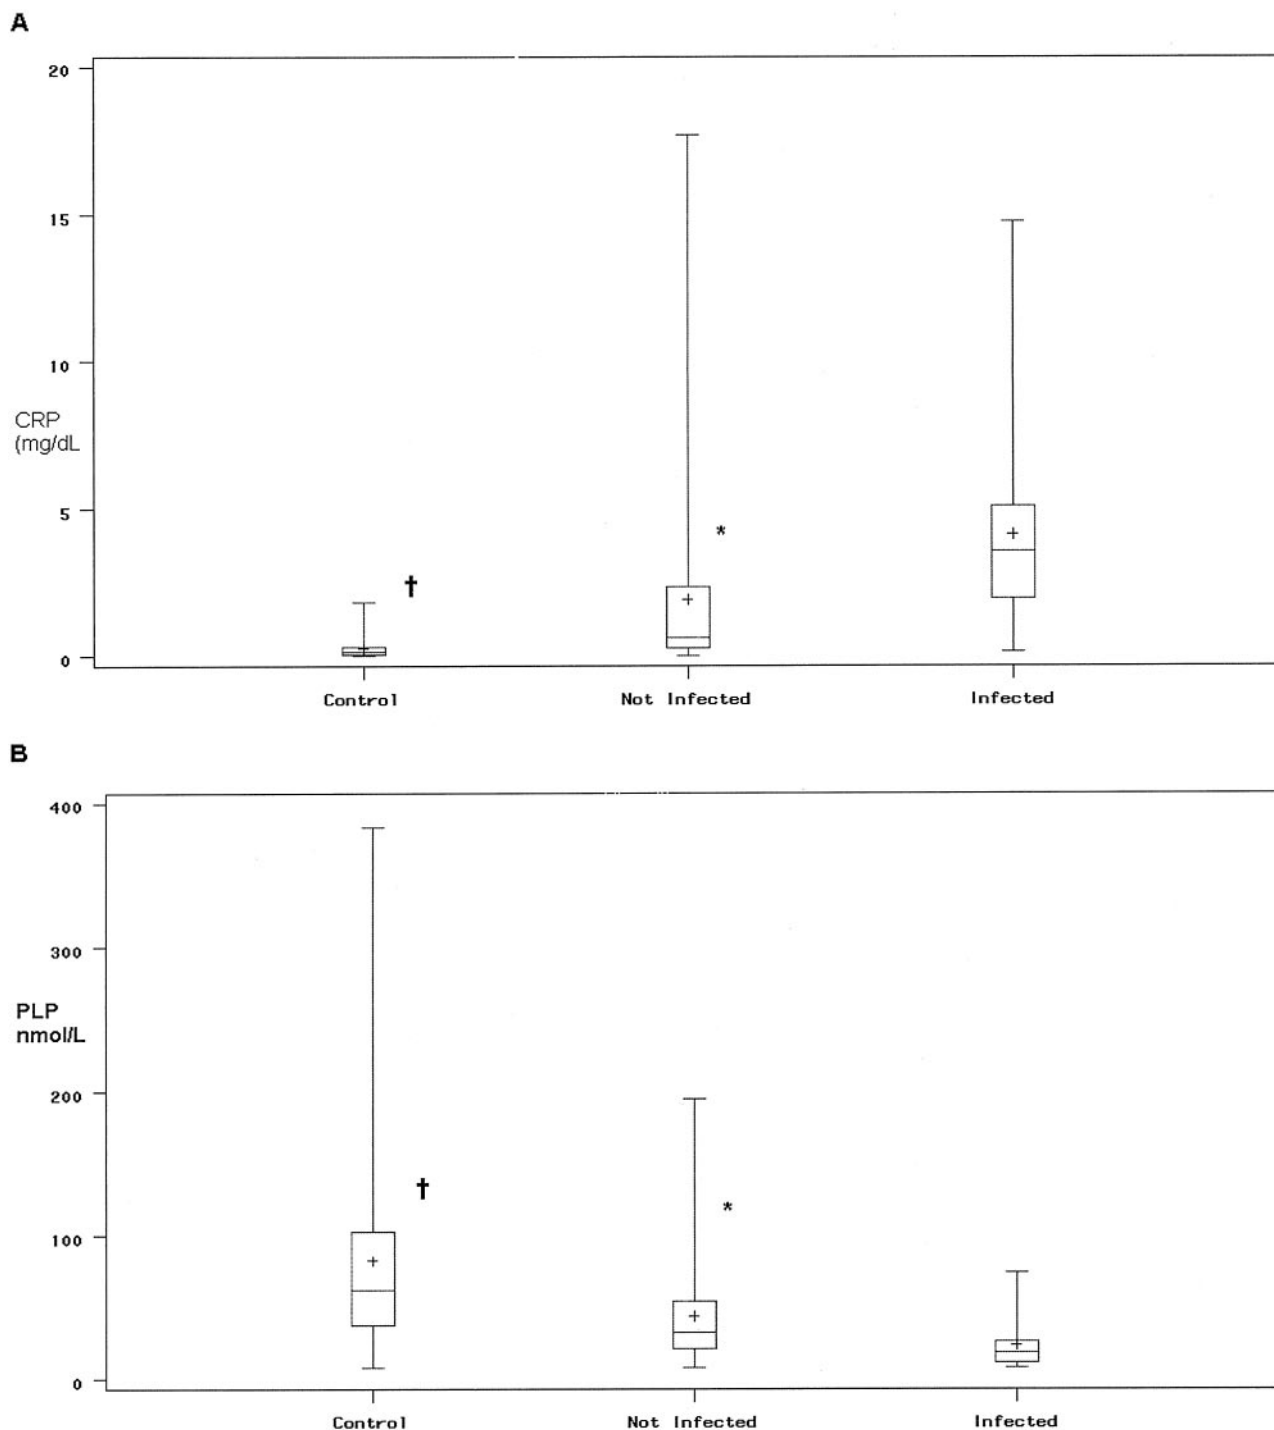 A
20
15
10
CRP
(mg/dL
5
*
†
0
Control Not Infected Infected
B
400
300
PLP
nmol/L
200
†
*
100
0
Control Not Infected Infected